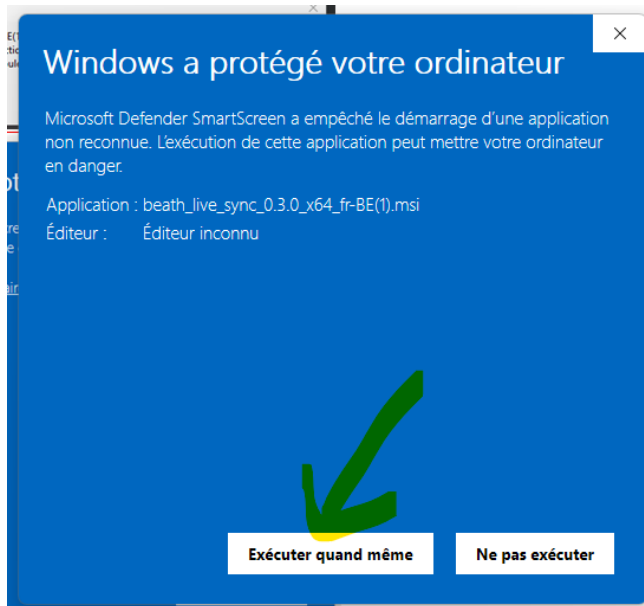 Windows a protégé votre ordinateur
Microsoft Defender SmartScreen a empêché le démarrage d'une application
non reconnue. L'exécution de cette application peut mettre votre ordinateur
en danger.
Application : beath_live_sync_0.3.0_x64_fr-BE(1).msi
Éditeur : Éditeur inconnu
Exécuter quand même Ne pas exécuter